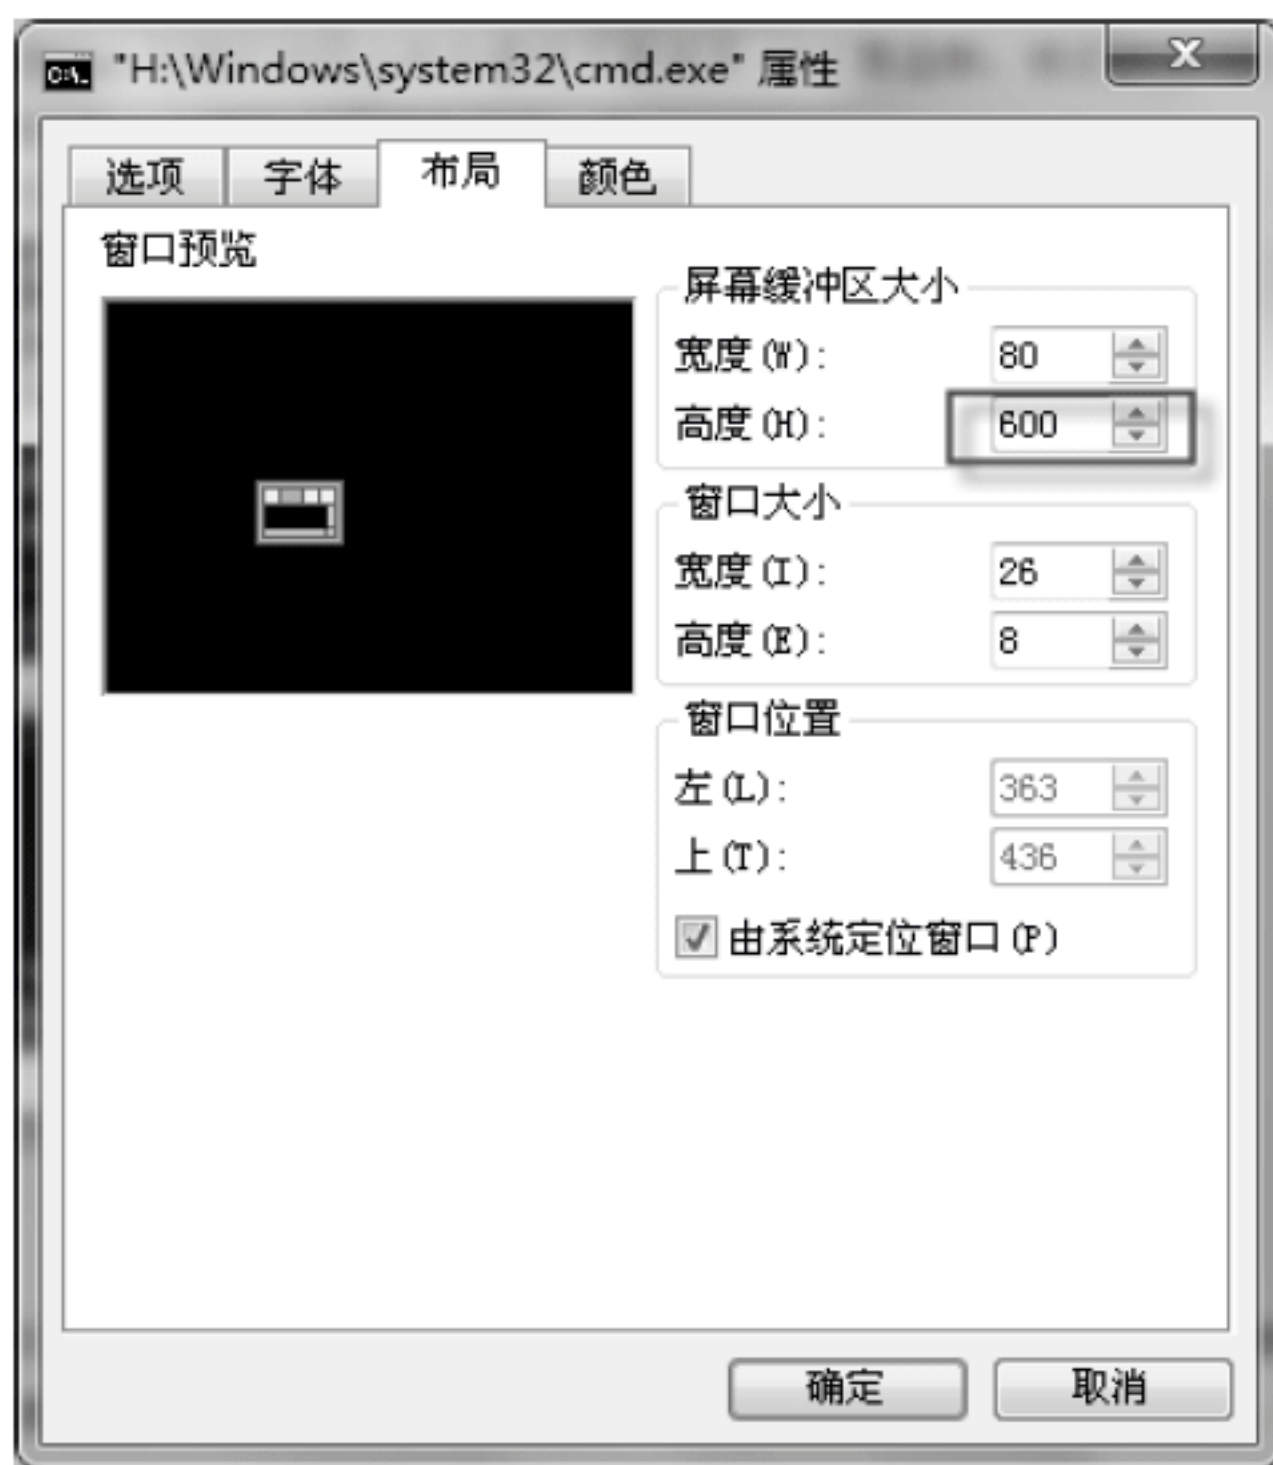 "H:\Windows\system32\cmd.exe" 属性
选项 字体 布局 颜色
窗口预览
屏幕缓冲区大小
宽度(W): 80
高度(H): 600
窗口大小
宽度(I): 26
高度(E): 8
窗口位置
左(L): 363
上(T): 436
由系统定位窗口(P)
确定 取消